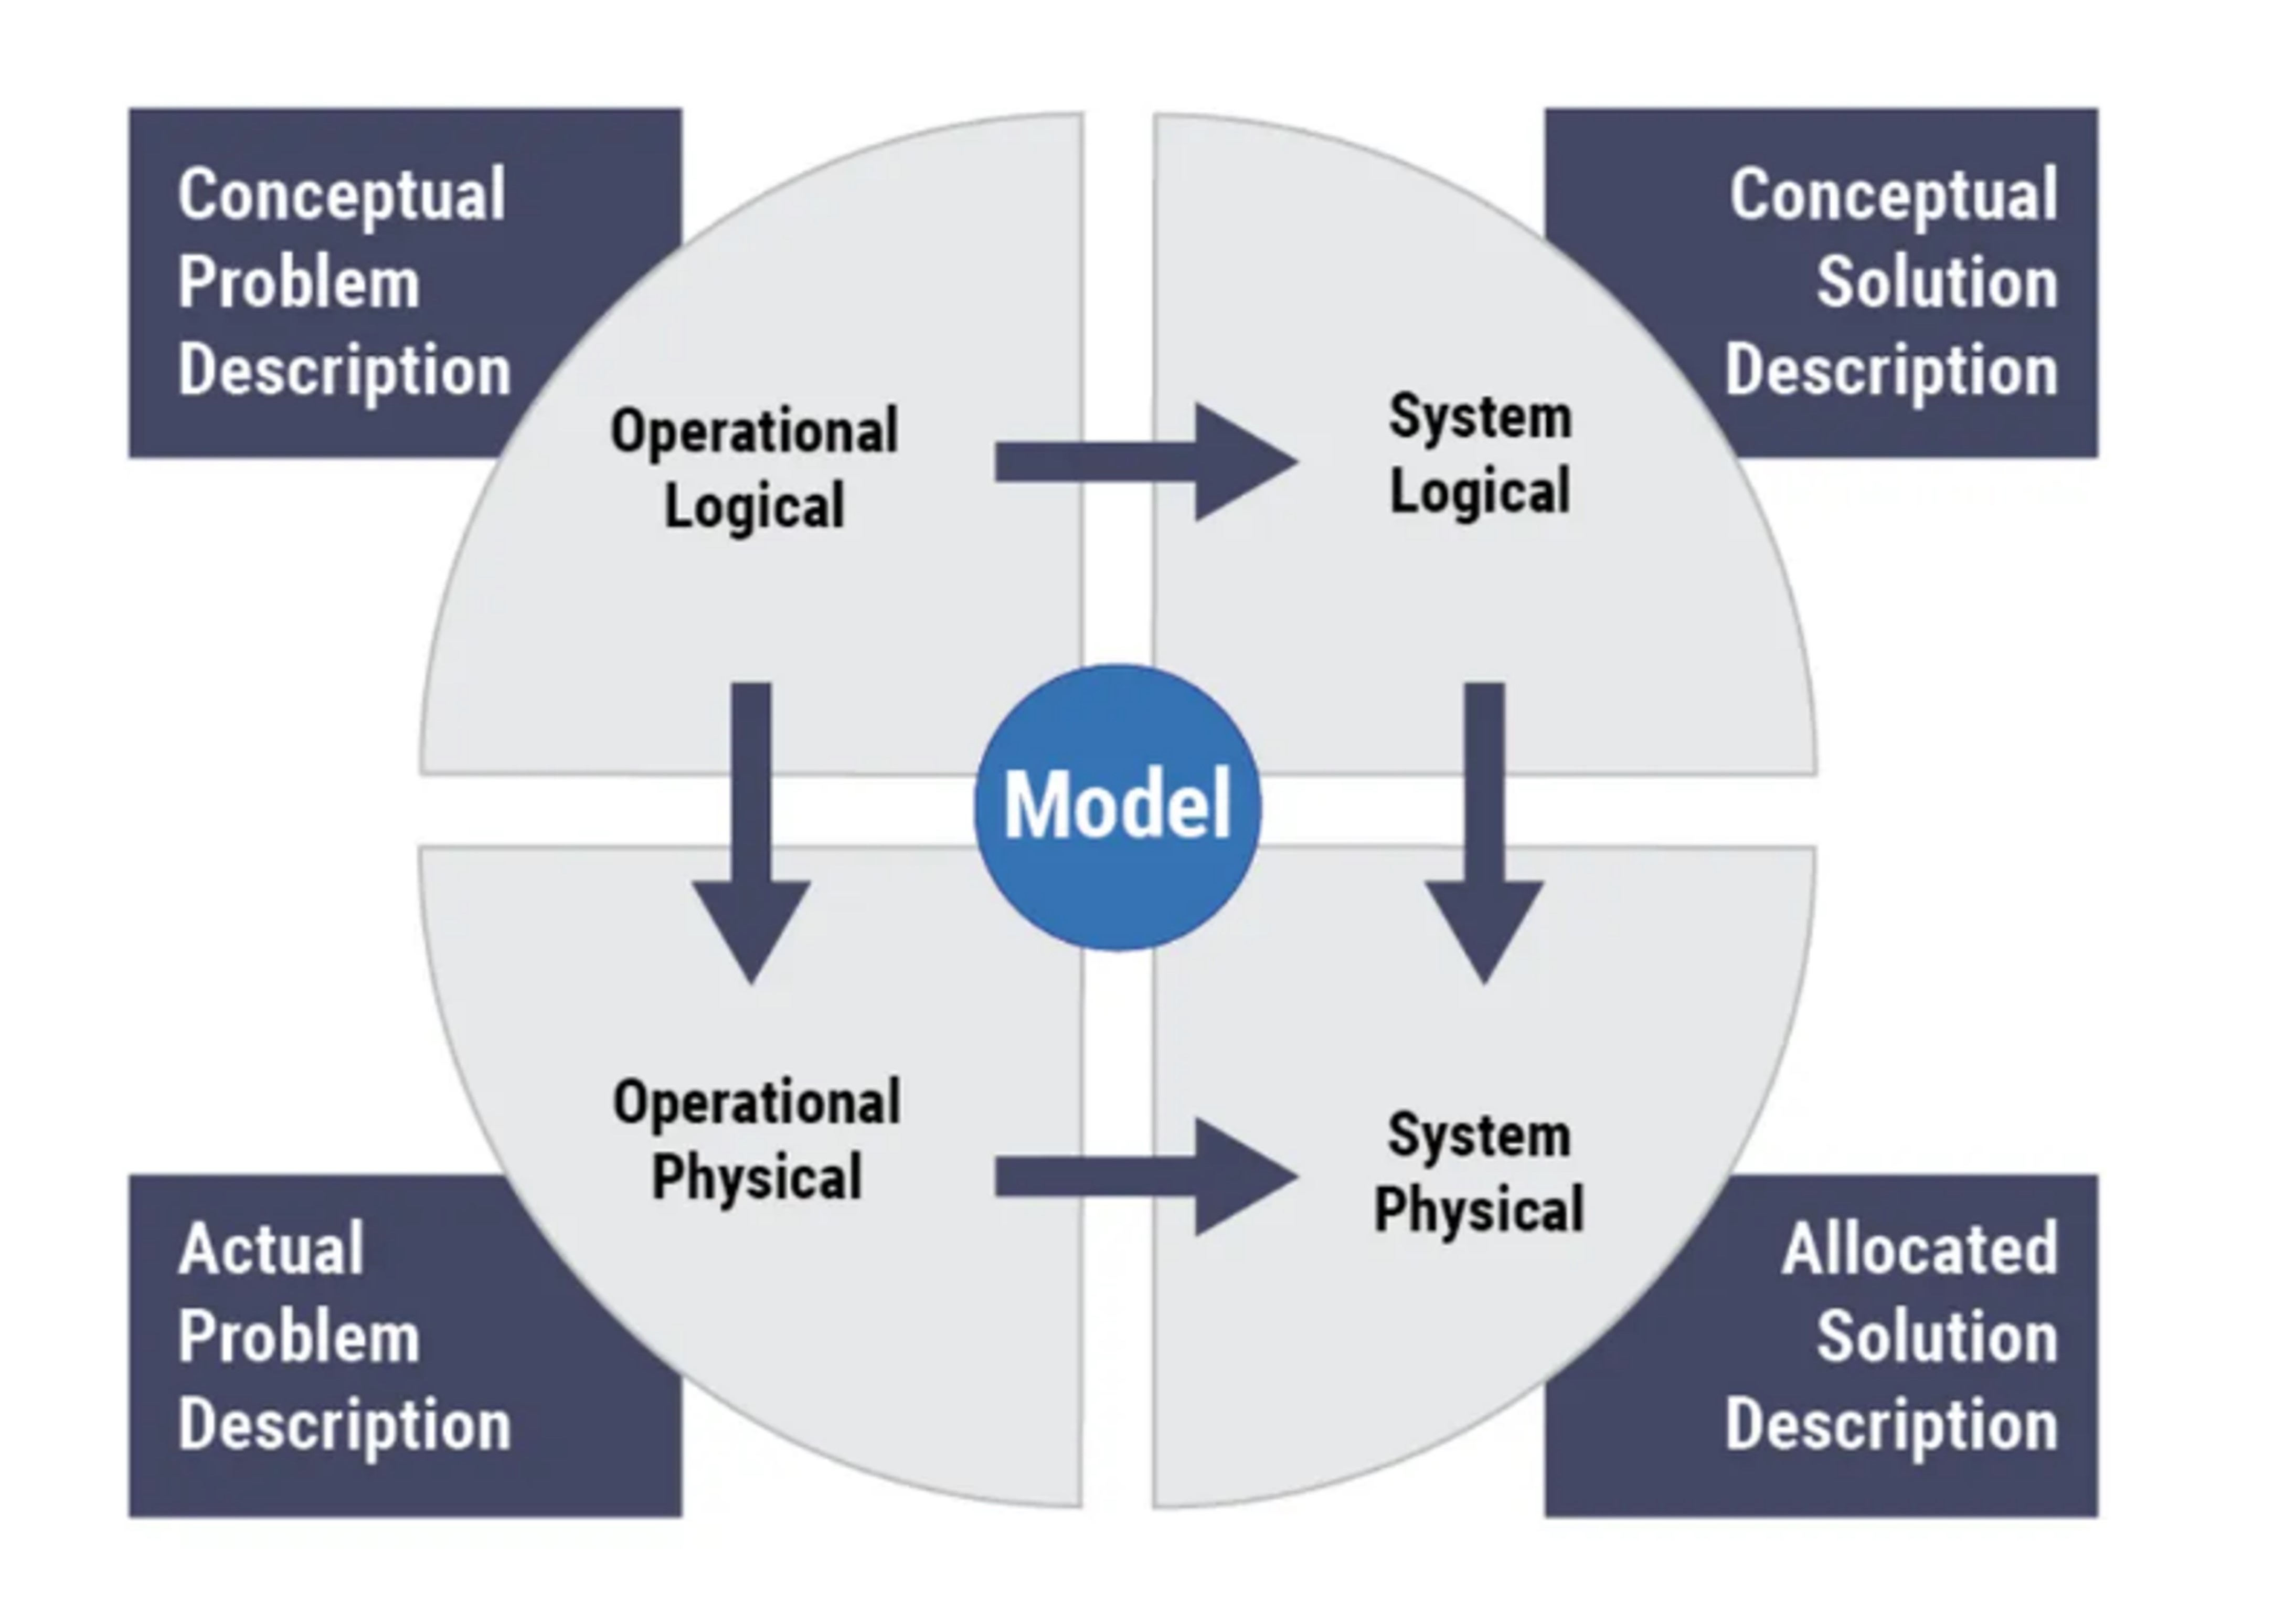 Conceptual
Problem
Description
Conceptual
Solution
Description
Operational
Logical
System
Logical
Model
Operational
Physical
System
Physical
Actual
Problem
Description
Allocated
Solution
Description